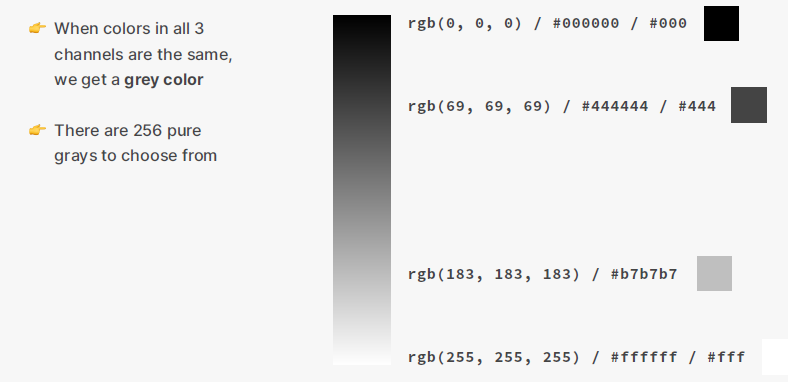 👉 When colors in all 3
channels are the same,
we get a grey color
👉 There are 256 pure
grays to choose from
rgb(0, 0, 0) / #000000 / #000
rgb(69, 69, 69) / #444444 / #444
rgb(183, 183, 183) / #b7b7b7
rgb(255, 255, 255) / #ffffff / #fff